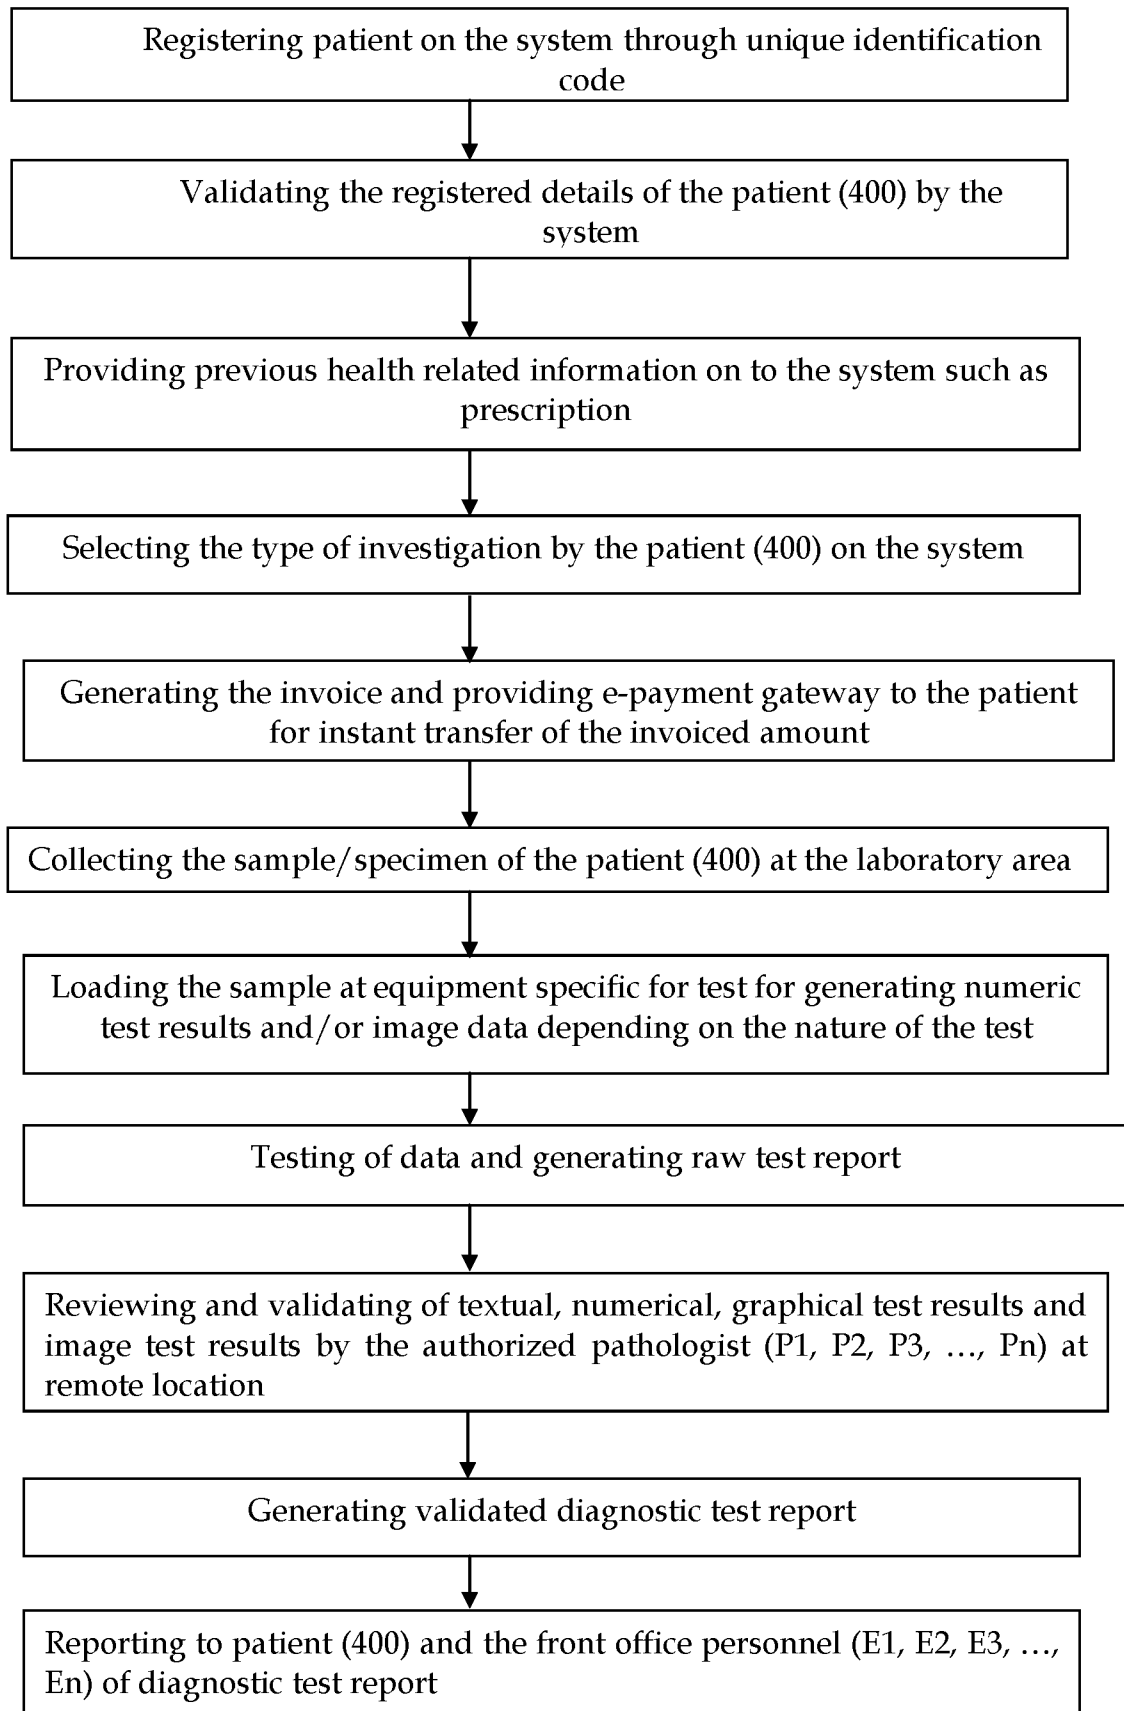 Registering patient on the system through unique identification
code
Validating the registered details of the patient (400) by the
system
Providing previous health related information on to the system such as
prescription
Selecting the type of investigation by the patient (400) on the system
Generating the invoice and providing e-payment gateway to the patient
for instant transfer of the invoiced amount
Collecting the sample/specimen of the patient (400) at the laboratory area
Loading the sample at equipment specific for test for generating numeric
test results and/or image data depending on the nature of the test
Testing of data and generating raw test report
Reviewing and validating of textual, numerical, graphical test results and
image test results by the authorized pathologist (P1, P2, P3, …, Pn) at
remote location
Generating validated diagnostic test report
Reporting to patient (400) and the front office personnel (E1, E2, E3, …,
En) of diagnostic test report